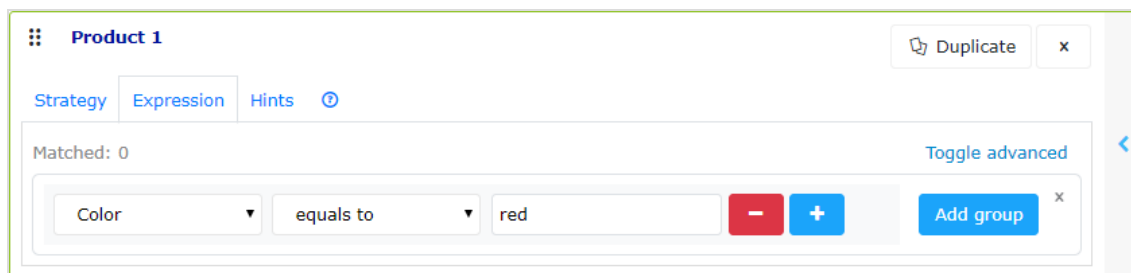 Product 1
Duplicate x
Strategy Expression Hints ?
Matched: 0 Toggle advanced
Color equals to red − + Add group x